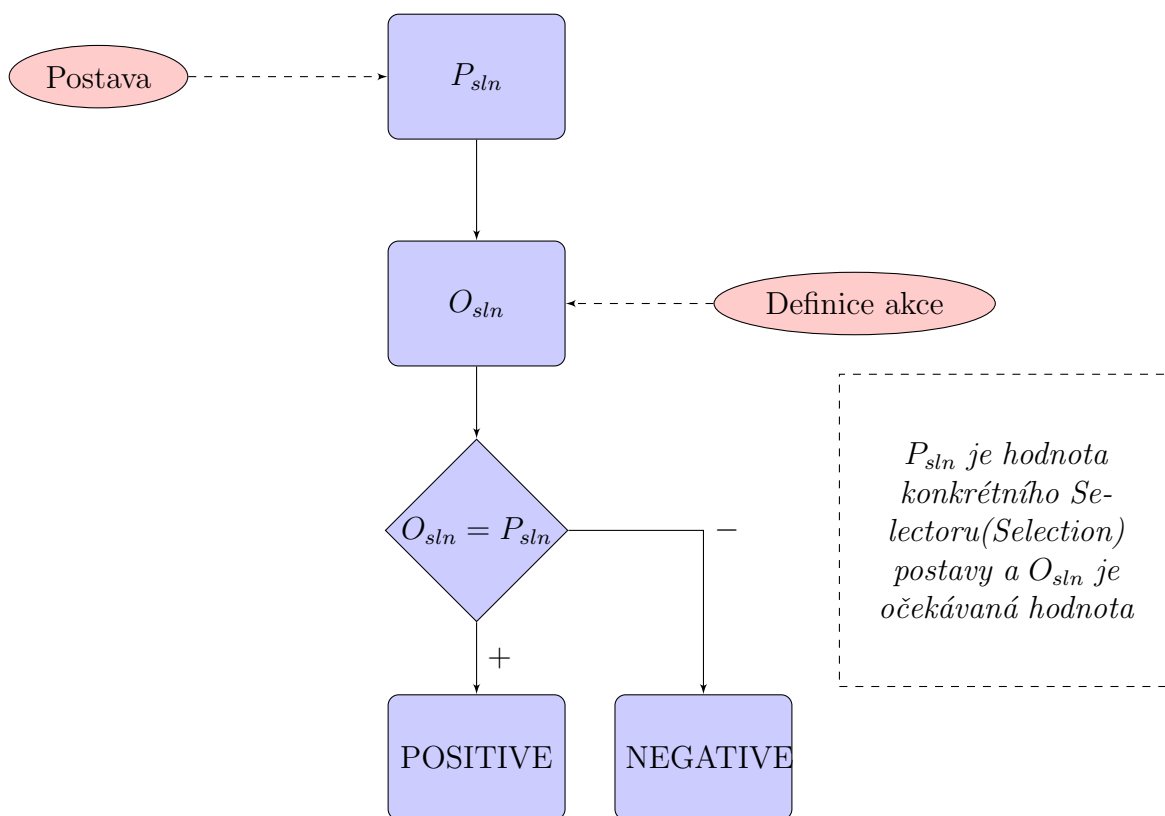 P_sln
Postava
O_sln
Definice akce
P_sln je hodnota
konkrétního Se-
lectoru(Selection)
postavy a O_sln je
očekávaná hodnota
O_sln = P_sln
−
+
POSITIVE
NEGATIVE